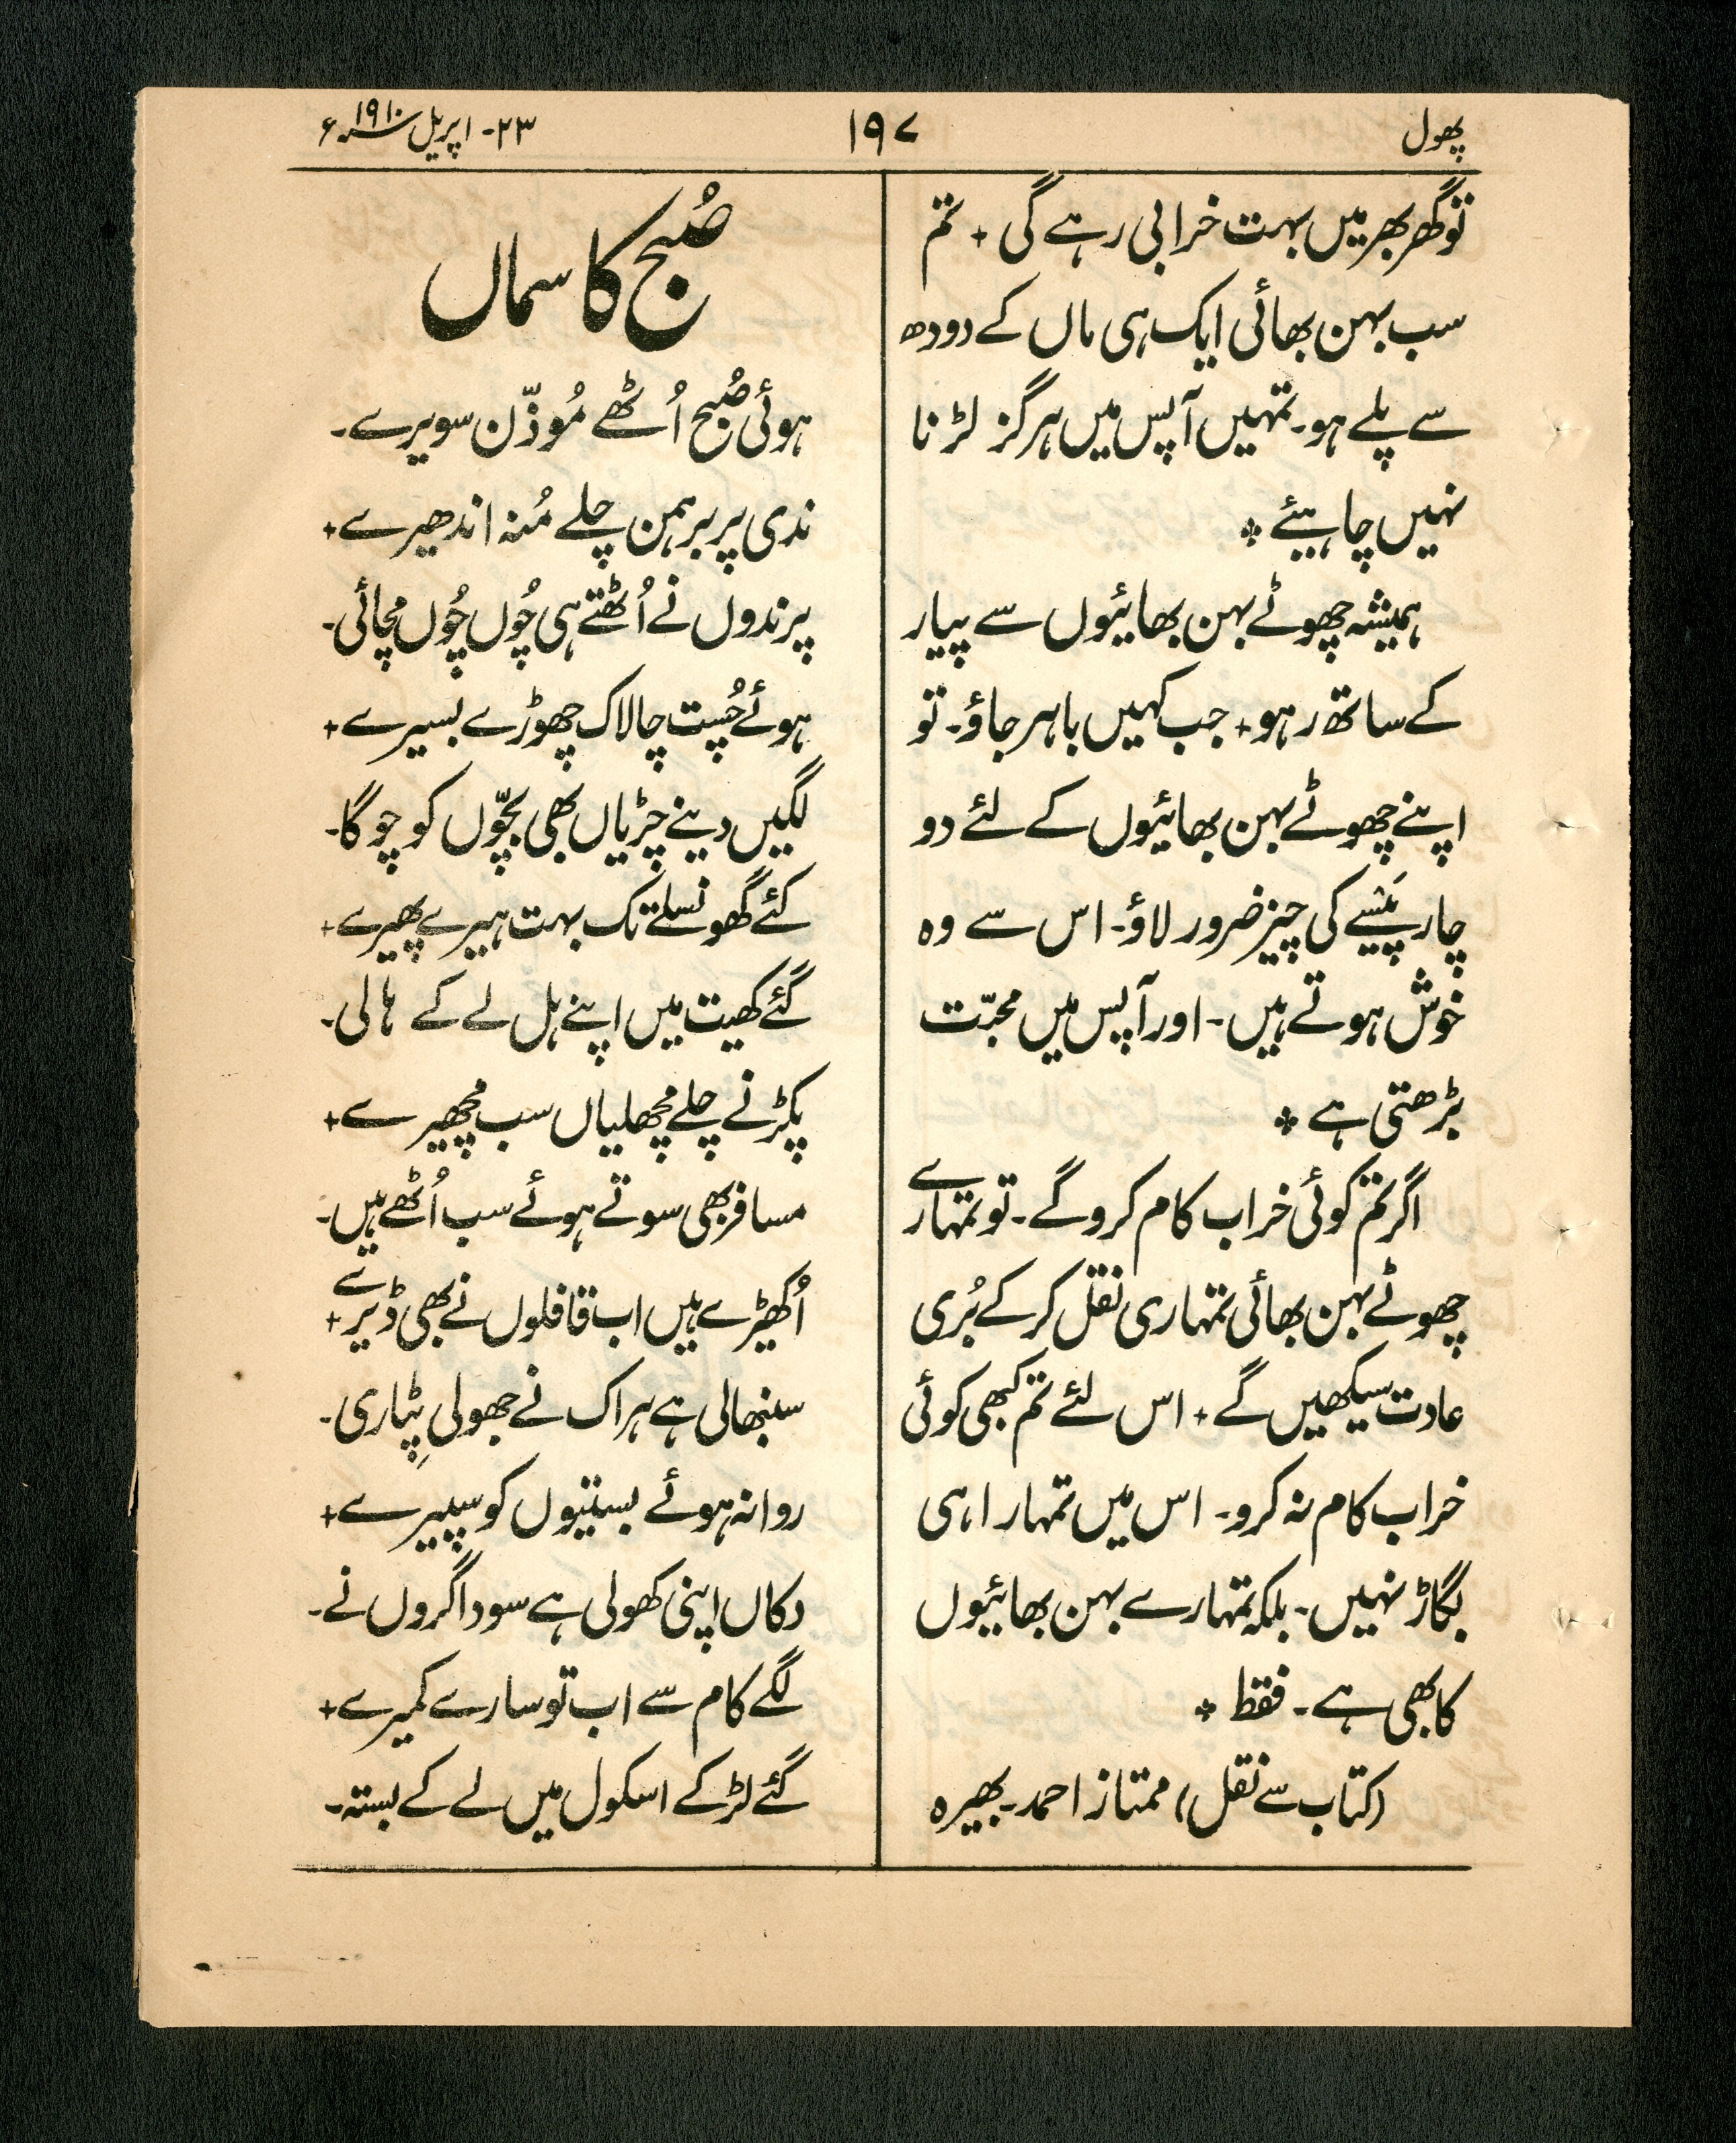 پھول
۱۹۷
۲۳- اپریل سنہ ۱۹۱۰ء
تو گھر بھر میں بہت خرابی رہے گی + تم
سب بہن بھائی ایک ہی ماں کے دودھ
سے پلے ہو۔ تمہیں آپس میں ہرگز لڑنا
نہیں چاہیئے ٭
ہمیشہ چھوٹے بہن بھائیوں سے پیار
کے ساتھ رہو + جب کہیں باہر جاؤ۔ تو
اپنے چھوٹے بہن بھائیوں کے لئے دو
چار پَیسے کی چیز ضرور لاؤ۔ اس سے وہ
خوش ہوتے ہیں۔ اور آپس میں محبّت
بڑھتی ہے ٭
اگر تم کوئی خراب کام کرو گے۔ تو تمہارے
چھوٹے بہن بھائی تمہاری نقل کر کے بُری
عادت سیکھیں گے + اس لئے تم کبھی کوئی
خراب کام نہ کرو۔ اس میں تمہارا ہی
بگاڑ نہیں۔ بلکہ تمہارے بہن بھائیوں
کا بھی ہے۔ فقط ٭
(کتاب سے نقل) ممتاز احمد۔ بھیرہ
صُبح کا سماں
ہوئی صُبح اُٹھے مُوذّن سویرے۔
ندی پر برہمن چلے مُنہ اندھیرے +
پرندوں نے اُٹھتے ہی چُوں چُوں مچائی۔
ہوئے چُست چالاک چھوڑے بسیرے +
لگیں دینے چڑیاں بھی بچّوں کو چوگا۔
کئے گھونسلے تک بہت ہیرے پھیرے +
گئے کھیت میں اپنے ہل لے کے ہالی۔
پکڑنے چلے مچھلیاں سب مچھیرے +
مسافر بھی سوتے ہوئے سب اُٹھے ہیں۔
اُکھیڑے ہیں اب قافلوں نے بھی ڈیرے +
سنبھالی ہے ہر اک نے جھولی پِٹاری۔
روانہ ہوئے بستیوں کو سپیرے +
دکاں اپنی کھولی ہے سوداگروں نے۔
لگے کام سے اب تو سارے کمیرے +
گئے لڑکے اسکول میں لے کے بستہ۔